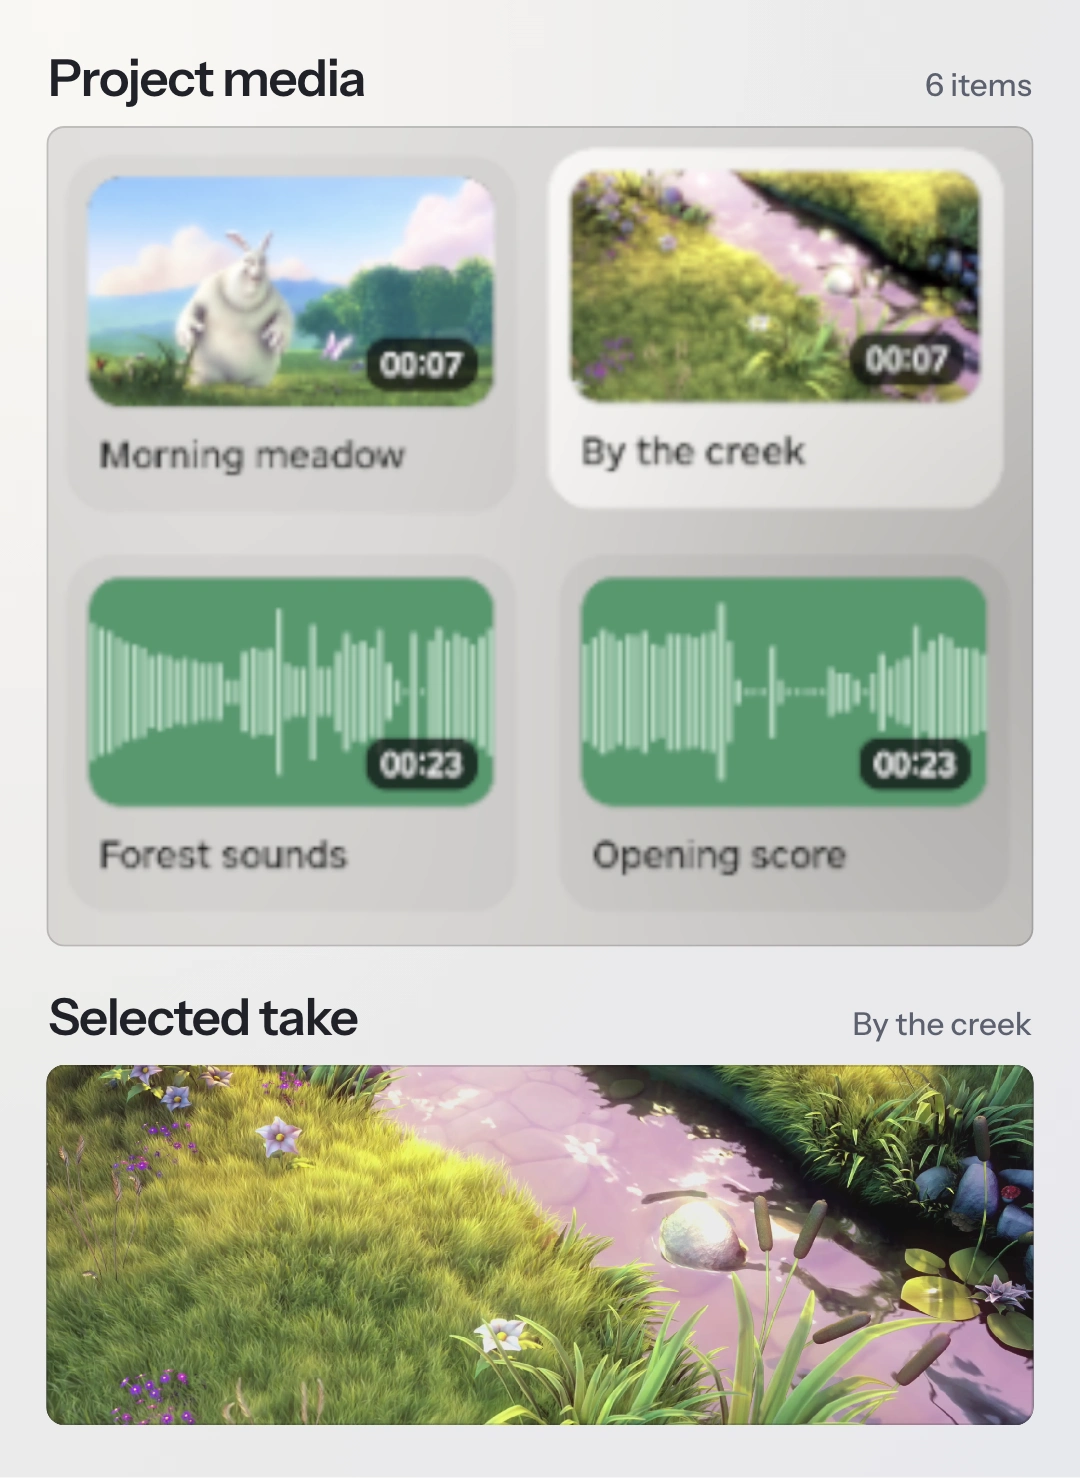 Project media
6 items
00:07
00:07
Morning meadow
By the creek
00:23
00:23
Forest sounds
Opening score
Selected take
By the creek